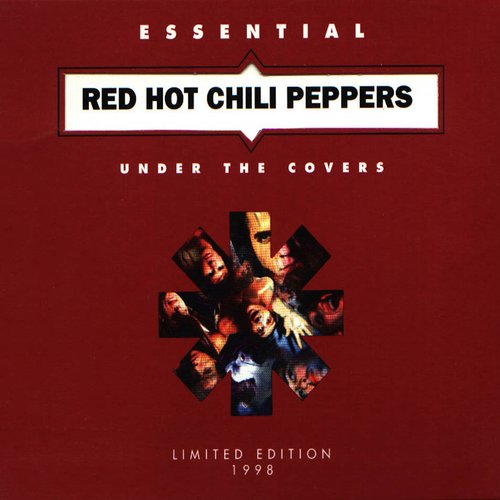 ESSENTIAL
RED HOT CHILI PEPPERS
UNDER THE COVERS
LIMITED EDITION
1998